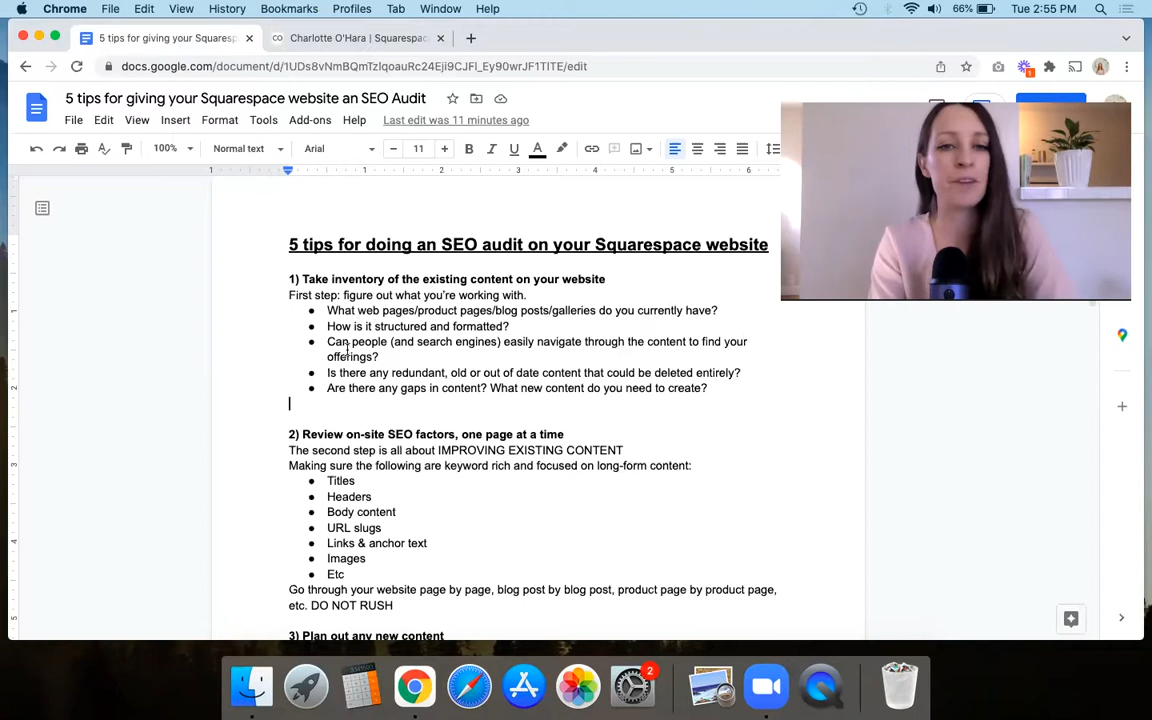 Chrome File Edit View History Bookmarks Profiles Tab Window Help 66% Tue 2:55 PM
5 tips for giving your Squaresp
CO Charlotte O'Hara | Squarespac
docs.google.com/document/d/1UDs8vNmBQmTzIqoauRc24Eji9CJFl_Ey90wrJF1TITE/edit
5 tips for giving your Squarespace website an SEO Audit
File Edit View Insert Format Tools Add-ons Help Last edit was 11 minutes ago
100% Normal text Arial 11 B I U A
1 1 2 3 4 5 6
5 tips for doing an SEO audit on your Squarespace website
1) Take inventory of the existing content on your website
First step: figure out what you're working with.
● What web pages/product pages/blog posts/galleries do you currently have?
● How is it structured and formatted?
● Can people (and search engines) easily navigate through the content to find your
offerings?
● Is there any redundant, old or out of date content that could be deleted entirely?
● Are there any gaps in content? What new content do you need to create?
2) Review on-site SEO factors, one page at a time
The second step is all about IMPROVING EXISTING CONTENT
Making sure the following are keyword rich and focused on long-form content:
● Titles
● Headers
● Body content
● URL slugs
● Links & anchor text
● Images
● Etc
Go through your website page by page, blog post by blog post, product page by product page,
etc. DO NOT RUSH
3) Plan out any new content
2